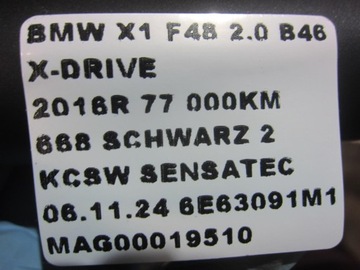 BMW X1 F48 2.0 B46
X-DRIVE
2016R 77 000KM
668 SCHWARZ 2
KCSW SENSATEC
06.11.24 6E63091M1
MAG00019510